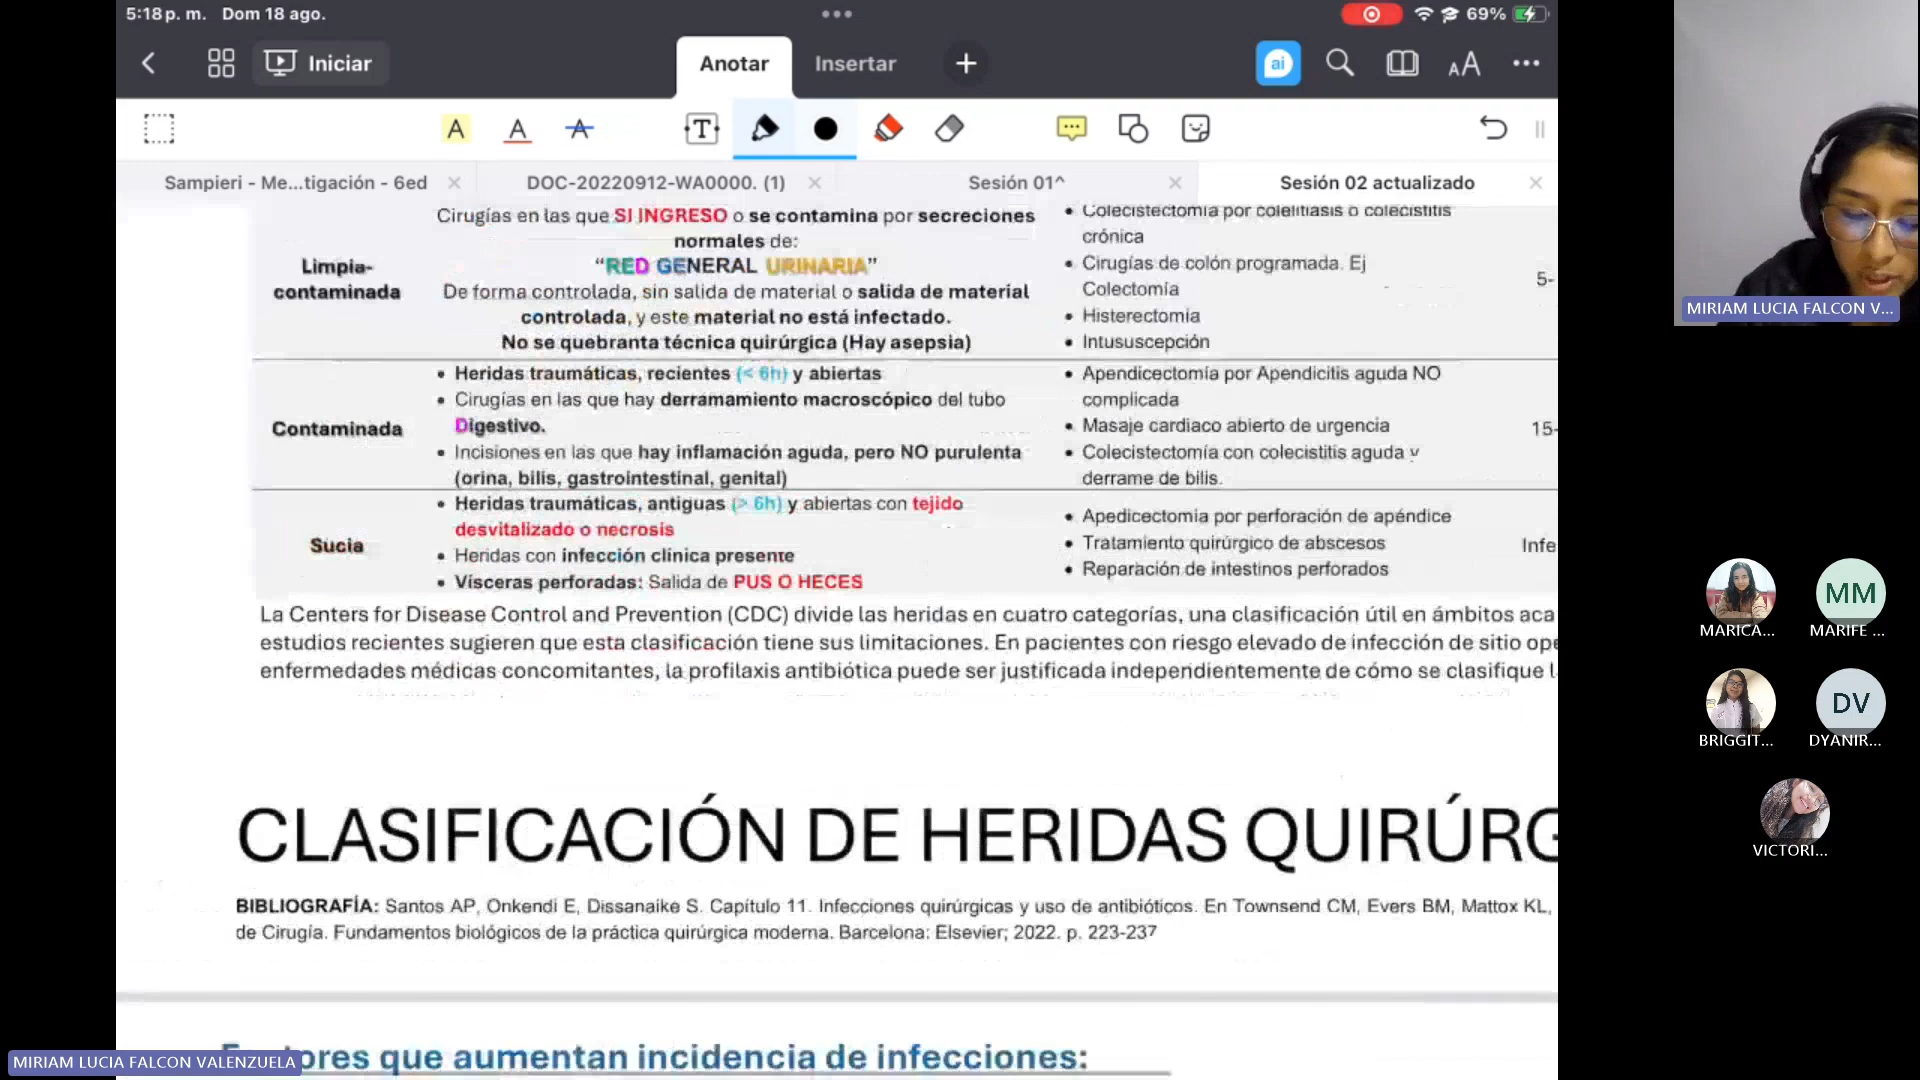 5:18 p. m. Dom 18 ago.
69%
Iniciar
Anotar
Insertar
ai
AA
A A A T
Sampieri - Me...tigación - 6ed
DOC-20220912-WA0000. (1)
Sesión 01^
Sesión 02 actualizado
Limpia-
contaminada
Cirugías en las que SI INGRESO o se contamina por secreciones
normales de:
“RED GENERAL URINARIA”
De forma controlada, sin salida de material o salida de material
controlada, y este material no está infectado.
No se quebranta técnica quirúrgica (Hay asepsia)
• Colecistectomía por colelitiasis o colecistitis
crónica
• Cirugías de colón programada. Ej
Colectomía
• Histerectomia
• Intususcepción
5-
Contaminada
• Heridas traumáticas, recientes (< 6h) y abiertas
• Cirugías en las que hay derramamiento macroscópico del tubo
Digestivo.
• Incisiones en las que hay inflamación aguda, pero NO purulenta
(orina, bilis, gastrointestinal, genital)
• Apendicectomía por Apendicitis aguda NO
complicada
• Masaje cardiaco abierto de urgencia
• Colecistectomía con colecistitis aguda y
derrame de bilis.
15-
Sucia
• Heridas traumáticas, antiguas (> 6h) y abiertas con tejido
desvitalizado o necrosis
• Heridas con infección clínica presente
• Vísceras perforadas: Salida de PUS O HECES
• Apedicectomia por perforación de apéndice
• Tratamiento quirúrgico de abscesos
• Reparación de intestinos perforados
Infe
La Centers for Disease Control and Prevention (CDC) divide las heridas en cuatro categorías, una clasificación útil en ámbitos aca
estudios recientes sugieren que esta clasificación tiene sus limitaciones. En pacientes con riesgo elevado de infección de sitio ope
enfermedades médicas concomitantes, la profilaxis antibiótica puede ser justificada independientemente de cómo se clasifique l
CLASIFICACIÓN DE HERIDAS QUIRÚRG
BIBLIOGRAFÍA: Santos AP, Onkendi E, Dissanaike S. Capítulo 11. Infecciones quirúrgicas y uso de antibióticos. En Townsend CM, Evers BM, Mattox KL,
de Cirugía. Fundamentos biológicos de la práctica quirúrgica moderna. Barcelona: Elsevier; 2022. p. 223-237
ores que aumentan incidencia de infecciones:
MIRIAM LUCIA FALCON VALENZUELA
MIRIAM LUCIA FALCON V...
MARICA...
MM
MARIFE ...
BRIGGIT...
DV
DYANIR...
VICTORI...